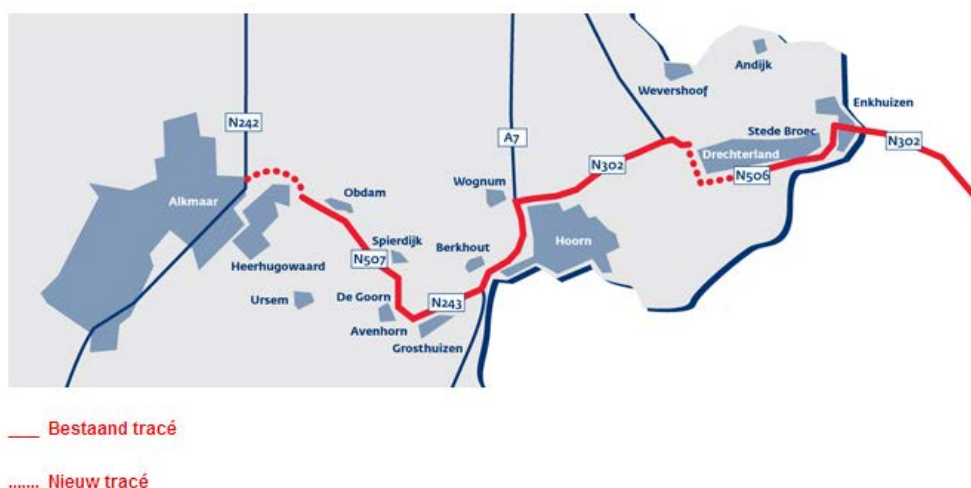 Andijk
Wevershoof
Enkhuizen
N242
A7
Stede Broec
N302
N302
Drechterland
N506
Wognum
Obdam
Alkmaar
Hoorn
Spierdijk
Berkhout
N507
Heerhugowaard
De Goorn
N243
Ursem
Avenhorn
Grosthuizen
___ Bestaand tracé
....... Nieuw tracé